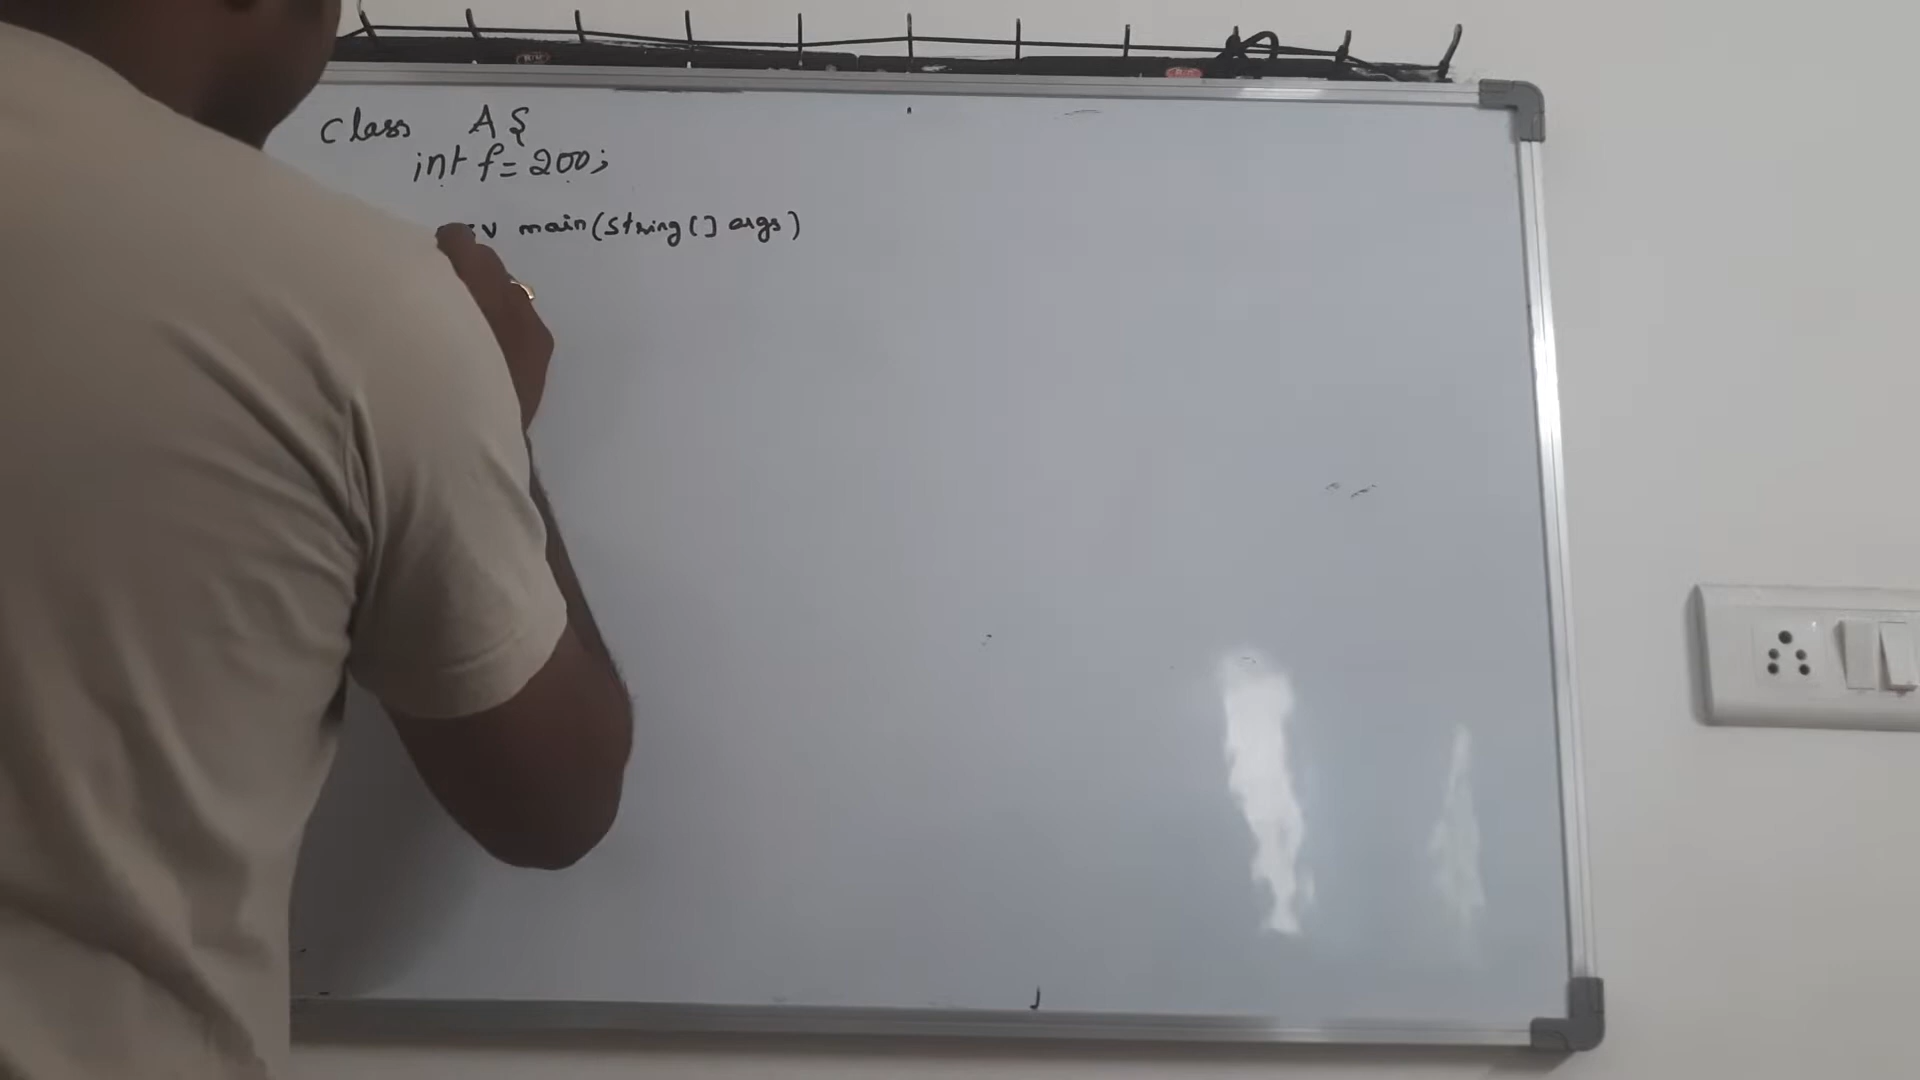 class A {
int f = 200;
main(String[] args)